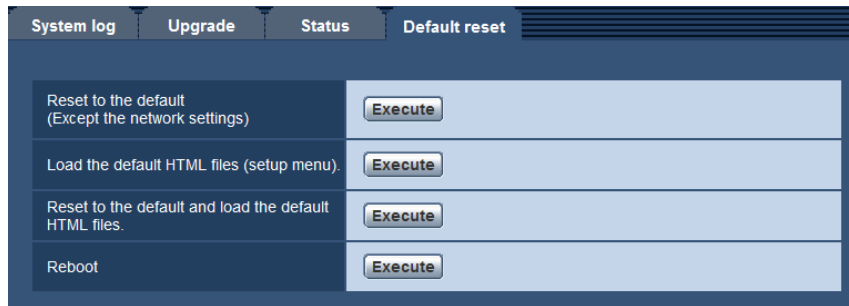 System log Upgrade Status Default reset
Reset to the default
(Except the network settings)
Execute
Load the default HTML files (setup menu).
Execute
Reset to the default and load the default
HTML files.
Execute
Reboot
Execute